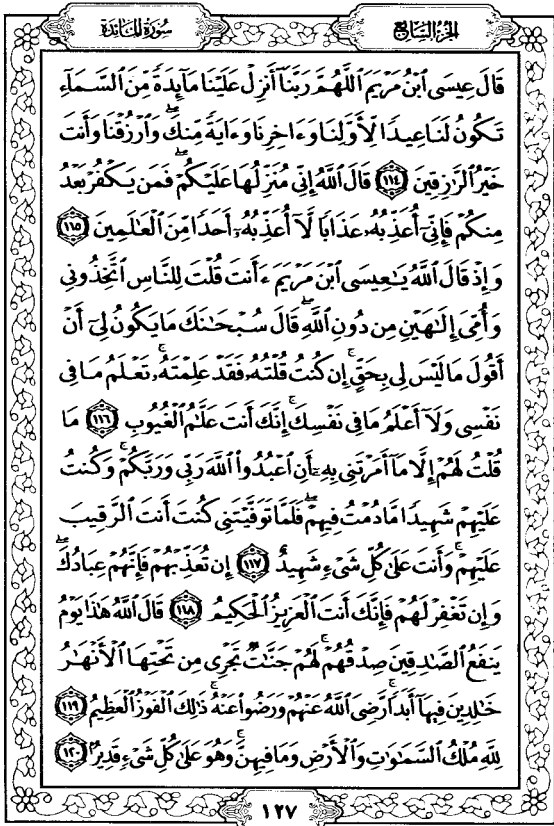 سورة المائدة
الجزء السابع
قَالَ عِيسَى ٱبْنُ مَرْيَمَ ٱللَّهُمَّ رَبَّنَآ أَنزِلْ عَلَيْنَا مَآئِدَةً مِّنَ ٱلسَّمَآءِ
تَكُونُ لَنَا عِيدًا لِّأَوَّلِنَا وَءَاخِرِنَا وَءَايَةً مِّنكَ ۖ وَٱرْزُقْنَا وَأَنتَ
خَيْرُ ٱلرَّٰزِقِينَ ١١٤ قَالَ ٱللَّهُ إِنِّى مُنَزِّلُهَا عَلَيْكُمْ ۖ فَمَن يَكْفُرْ بَعْدُ
مِنكُمْ فَإِنِّىٓ أُعَذِّبُهُۥ عَذَابًا لَّآ أُعَذِّبُهُۥٓ أَحَدًا مِّنَ ٱلْعَٰلَمِينَ ١١٥
وَإِذْ قَالَ ٱللَّهُ يَٰعِيسَى ٱبْنَ مَرْيَمَ ءَأَنتَ قُلْتَ لِلنَّاسِ ٱتَّخِذُونِى
وَأُمِّىَ إِلَٰهَيْنِ مِن دُونِ ٱللَّهِ ۖ قَالَ سُبْحَٰنَكَ مَا يَكُونُ لِىٓ أَنْ
أَقُولَ مَا لَيْسَ لِى بِحَقٍّ ۚ إِن كُنتُ قُلْتُهُۥ فَقَدْ عَلِمْتَهُۥ ۚ تَعْلَمُ مَا فِى
نَفْسِى وَلَآ أَعْلَمُ مَا فِى نَفْسِكَ ۚ إِنَّكَ أَنتَ عَلَّٰمُ ٱلْغُيُوبِ ١١٦ مَا
قُلْتُ لَهُمْ إِلَّا مَآ أَمَرْتَنِى بِهِۦٓ أَنِ ٱعْبُدُوا۟ ٱللَّهَ رَبِّى وَرَبَّكُمْ ۚ وَكُنتُ
عَلَيْهِمْ شَهِيدًا مَّا دُمْتُ فِيهِمْ ۖ فَلَمَّا تَوَفَّيْتَنِى كُنتَ أَنتَ ٱلرَّقِيبَ
عَلَيْهِمْ ۚ وَأَنتَ عَلَىٰ كُلِّ شَىْءٍ شَهِيدٌ ١١٧ إِن تُعَذِّبْهُمْ فَإِنَّهُمْ عِبَادُكَ ۖ
وَإِن تَغْفِرْ لَهُمْ فَإِنَّكَ أَنتَ ٱلْعَزِيزُ ٱلْحَكِيمُ ١١٨ قَالَ ٱللَّهُ هَٰذَا يَوْمُ
يَنفَعُ ٱلصَّٰدِقِينَ صِدْقُهُمْ ۚ لَهُمْ جَنَّٰتٌ تَجْرِى مِن تَحْتِهَا ٱلْأَنْهَٰرُ
خَٰلِدِينَ فِيهَآ أَبَدًا ۚ رَّضِىَ ٱللَّهُ عَنْهُمْ وَرَضُوا۟ عَنْهُ ۚ ذَٰلِكَ ٱلْفَوْزُ ٱلْعَظِيمُ ١١٩
لِلَّهِ مُلْكُ ٱلسَّمَٰوَٰتِ وَٱلْأَرْضِ وَمَا فِيهِنَّ ۚ وَهُوَ عَلَىٰ كُلِّ شَىْءٍ قَدِيرٌۢ ١٢٠
١٢٧